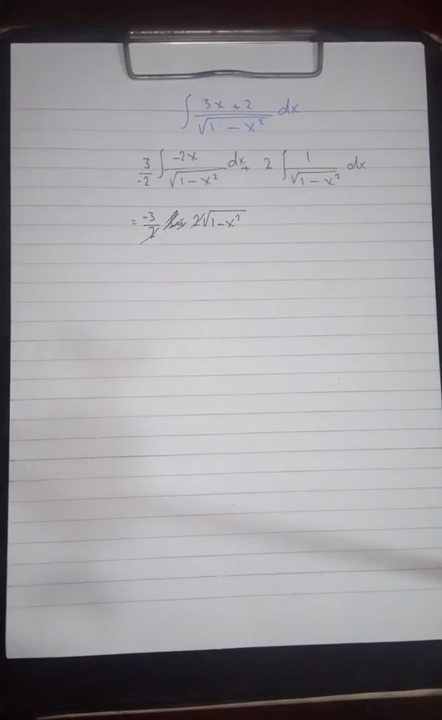 ∫ (3x + 2)/√(1 - x²) dx
3/-2 ∫ -2x/√(1 - x²) dx + 2 ∫ 1/√(1 - x²) dx
= -3/2 2√(1-x²)